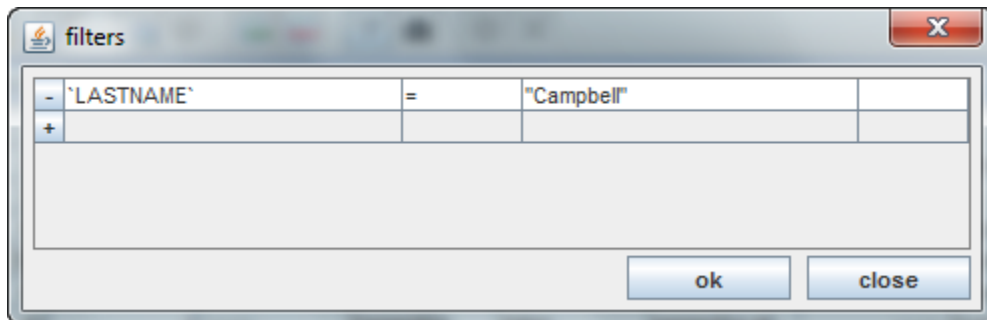 filters
- `LASTNAME` = "Campbell"
+
ok close